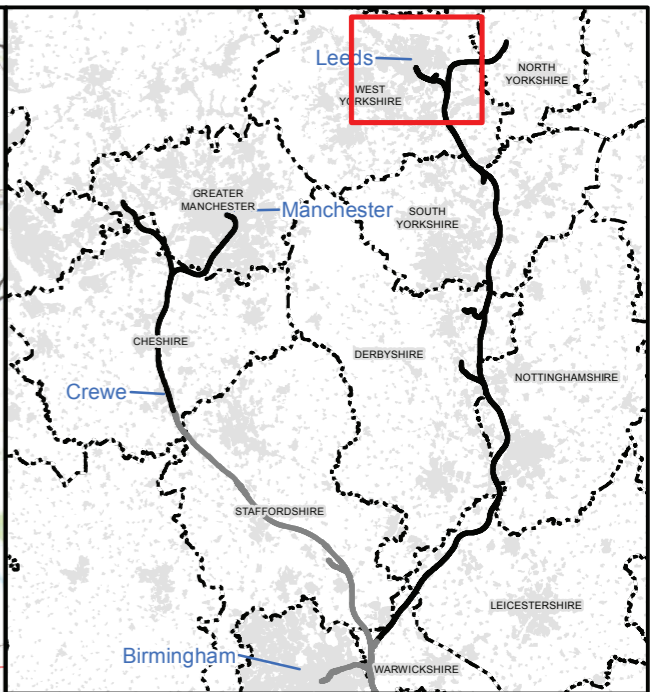 Leeds
NORTH
YORKSHIRE
WEST
YORKSHIRE
GREATER
MANCHESTER
Manchester
SOUTH
YORKSHIRE
CHESHIRE
DERBYSHIRE
NOTTINGHAMSHIRE
Crewe
STAFFORDSHIRE
LEICESTERSHIRE
Birmingham
WARWICKSHIRE